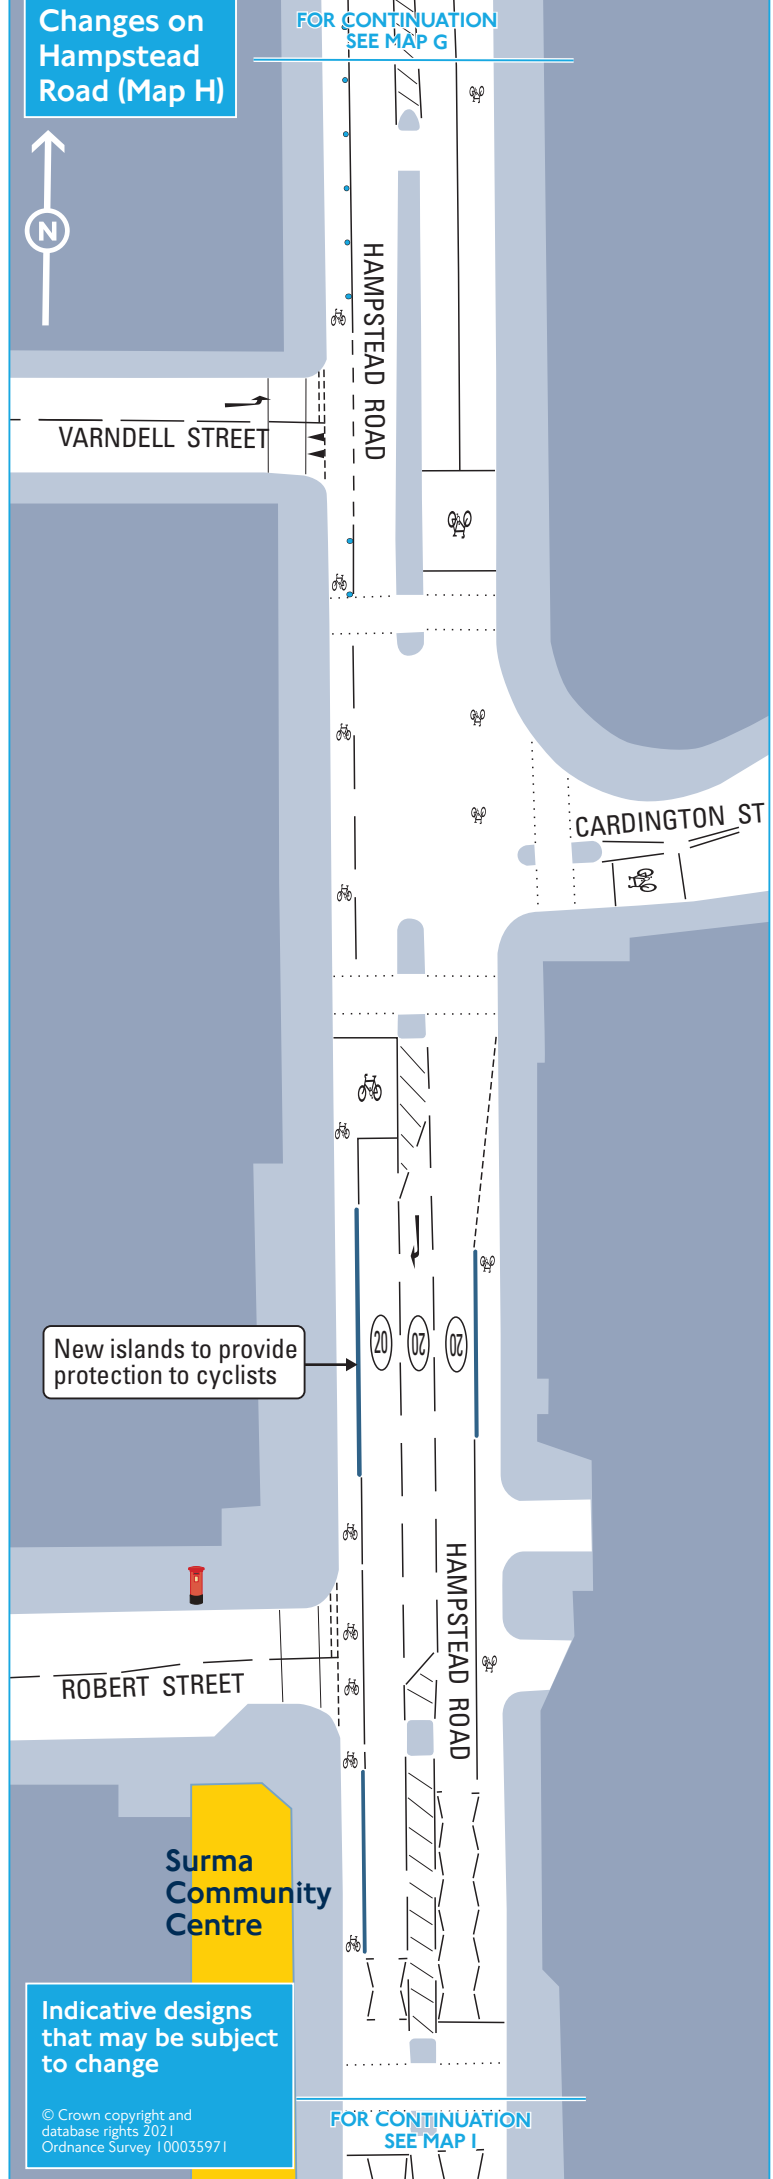 Changes on
Hampstead
Road (Map H)
FOR CONTINUATION
SEE MAP G
N
HAMPSTEAD ROAD
VARNDELL STREET
CARDINGTON ST
New islands to provide
protection to cyclists
20
20
20
HAMPSTEAD ROAD
ROBERT STREET
Surma
Community
Centre
Indicative designs
that may be subject
to change
© Crown copyright and
database rights 2021
Ordnance Survey 100035971
FOR CONTINUATION
SEE MAP I